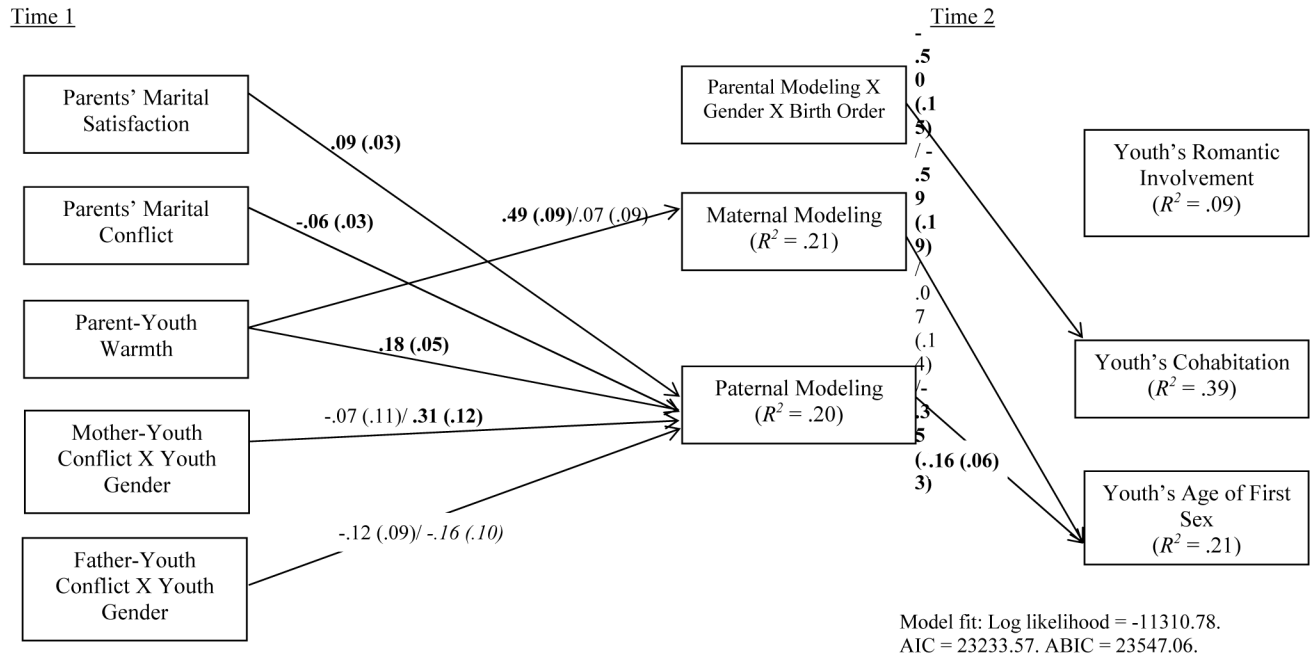 Time 1
Time 2
Parents' Marital
Satisfaction
Parents' Marital
Conflict
Parent-Youth
Warmth
Mother-Youth
Conflict X Youth
Gender
Father-Youth
Conflict X Youth
Gender
.09 (.03)
-.06 (.03)
.49 (.09)/.07 (.09)
.18 (.05)
-.07 (.11)/ .31 (.12)
-.12 (.09)/ -.16 (.10)
Parental Modeling X
Gender X Birth Order
Maternal Modeling
(R² = .21)
Paternal Modeling
(R² = .20)
-
.5
0
(.1
5)
/ -
.5
9
(.1
9)
/
.0
7
(.1
4)
/-
.3
5
(.
3)
.16 (.06)
Youth's Romantic
Involvement
(R² = .09)
Youth's Cohabitation
(R² = .39)
Youth's Age of First
Sex
(R² = .21)
Model fit: Log likelihood = -11310.78.
AIC = 23233.57. ABIC = 23547.06.